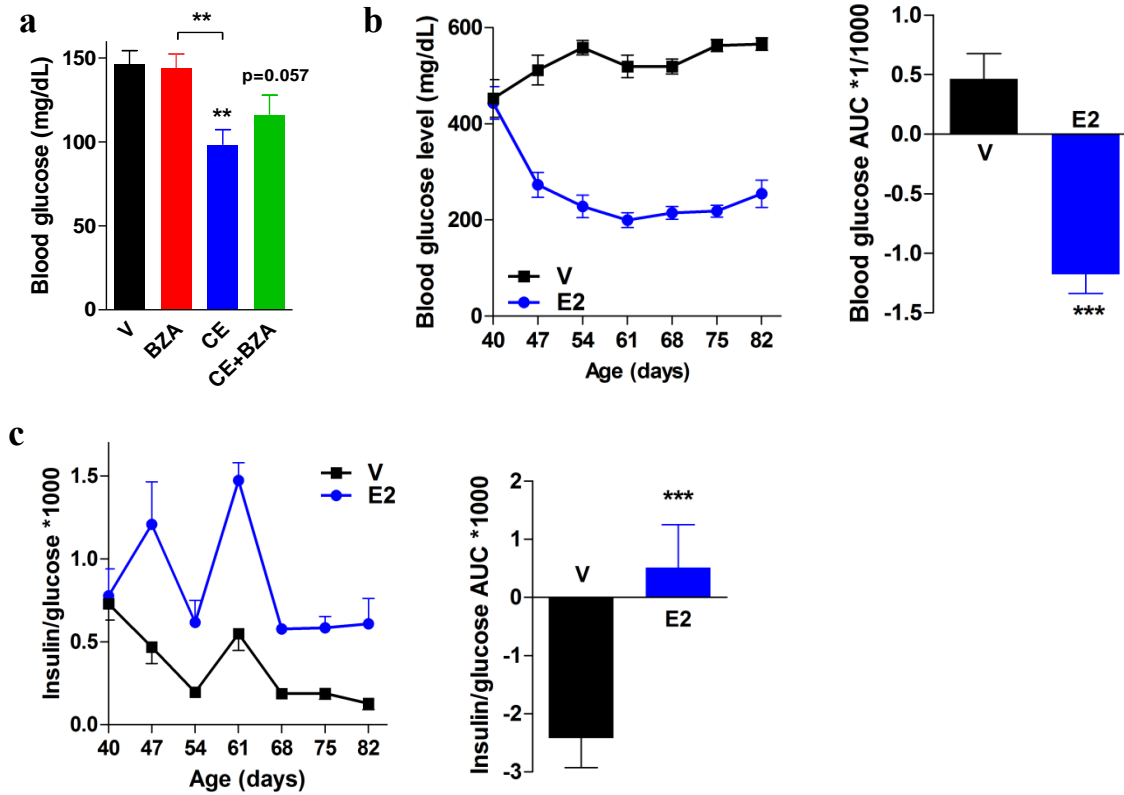 a
Blood glucose (mg/dL)
150
100
50
0
**
**
p=0.057
V
BZA
CE
CE+BZA
b
Blood glucose level (mg/dL)
600
400
200
0
V
E2
40 47 54 61 68 75 82
Age (days)
Blood glucose AUC *1/1000
1.0
0.5
0.0
-0.5
-1.0
-1.5
E2
V
***
c
Insulin/glucose *1000
1.5
1.0
0.5
0.0
V
E2
40 47 54 61 68 75 82
Age (days)
Insulin/glucose AUC *1000
2
1
0
-1
-2
-3
***
V
E2